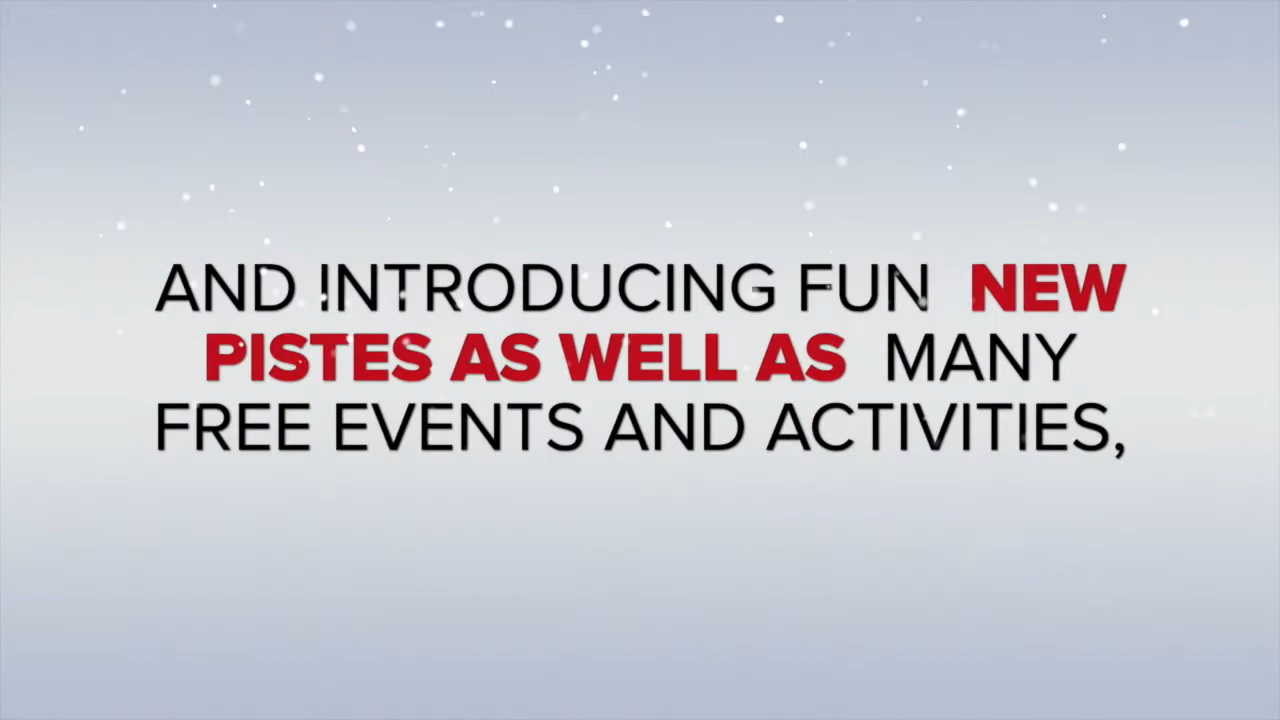 AND INTRODUCING FUN NEW
PISTES AS WELL AS MANY
FREE EVENTS AND ACTIVITIES,